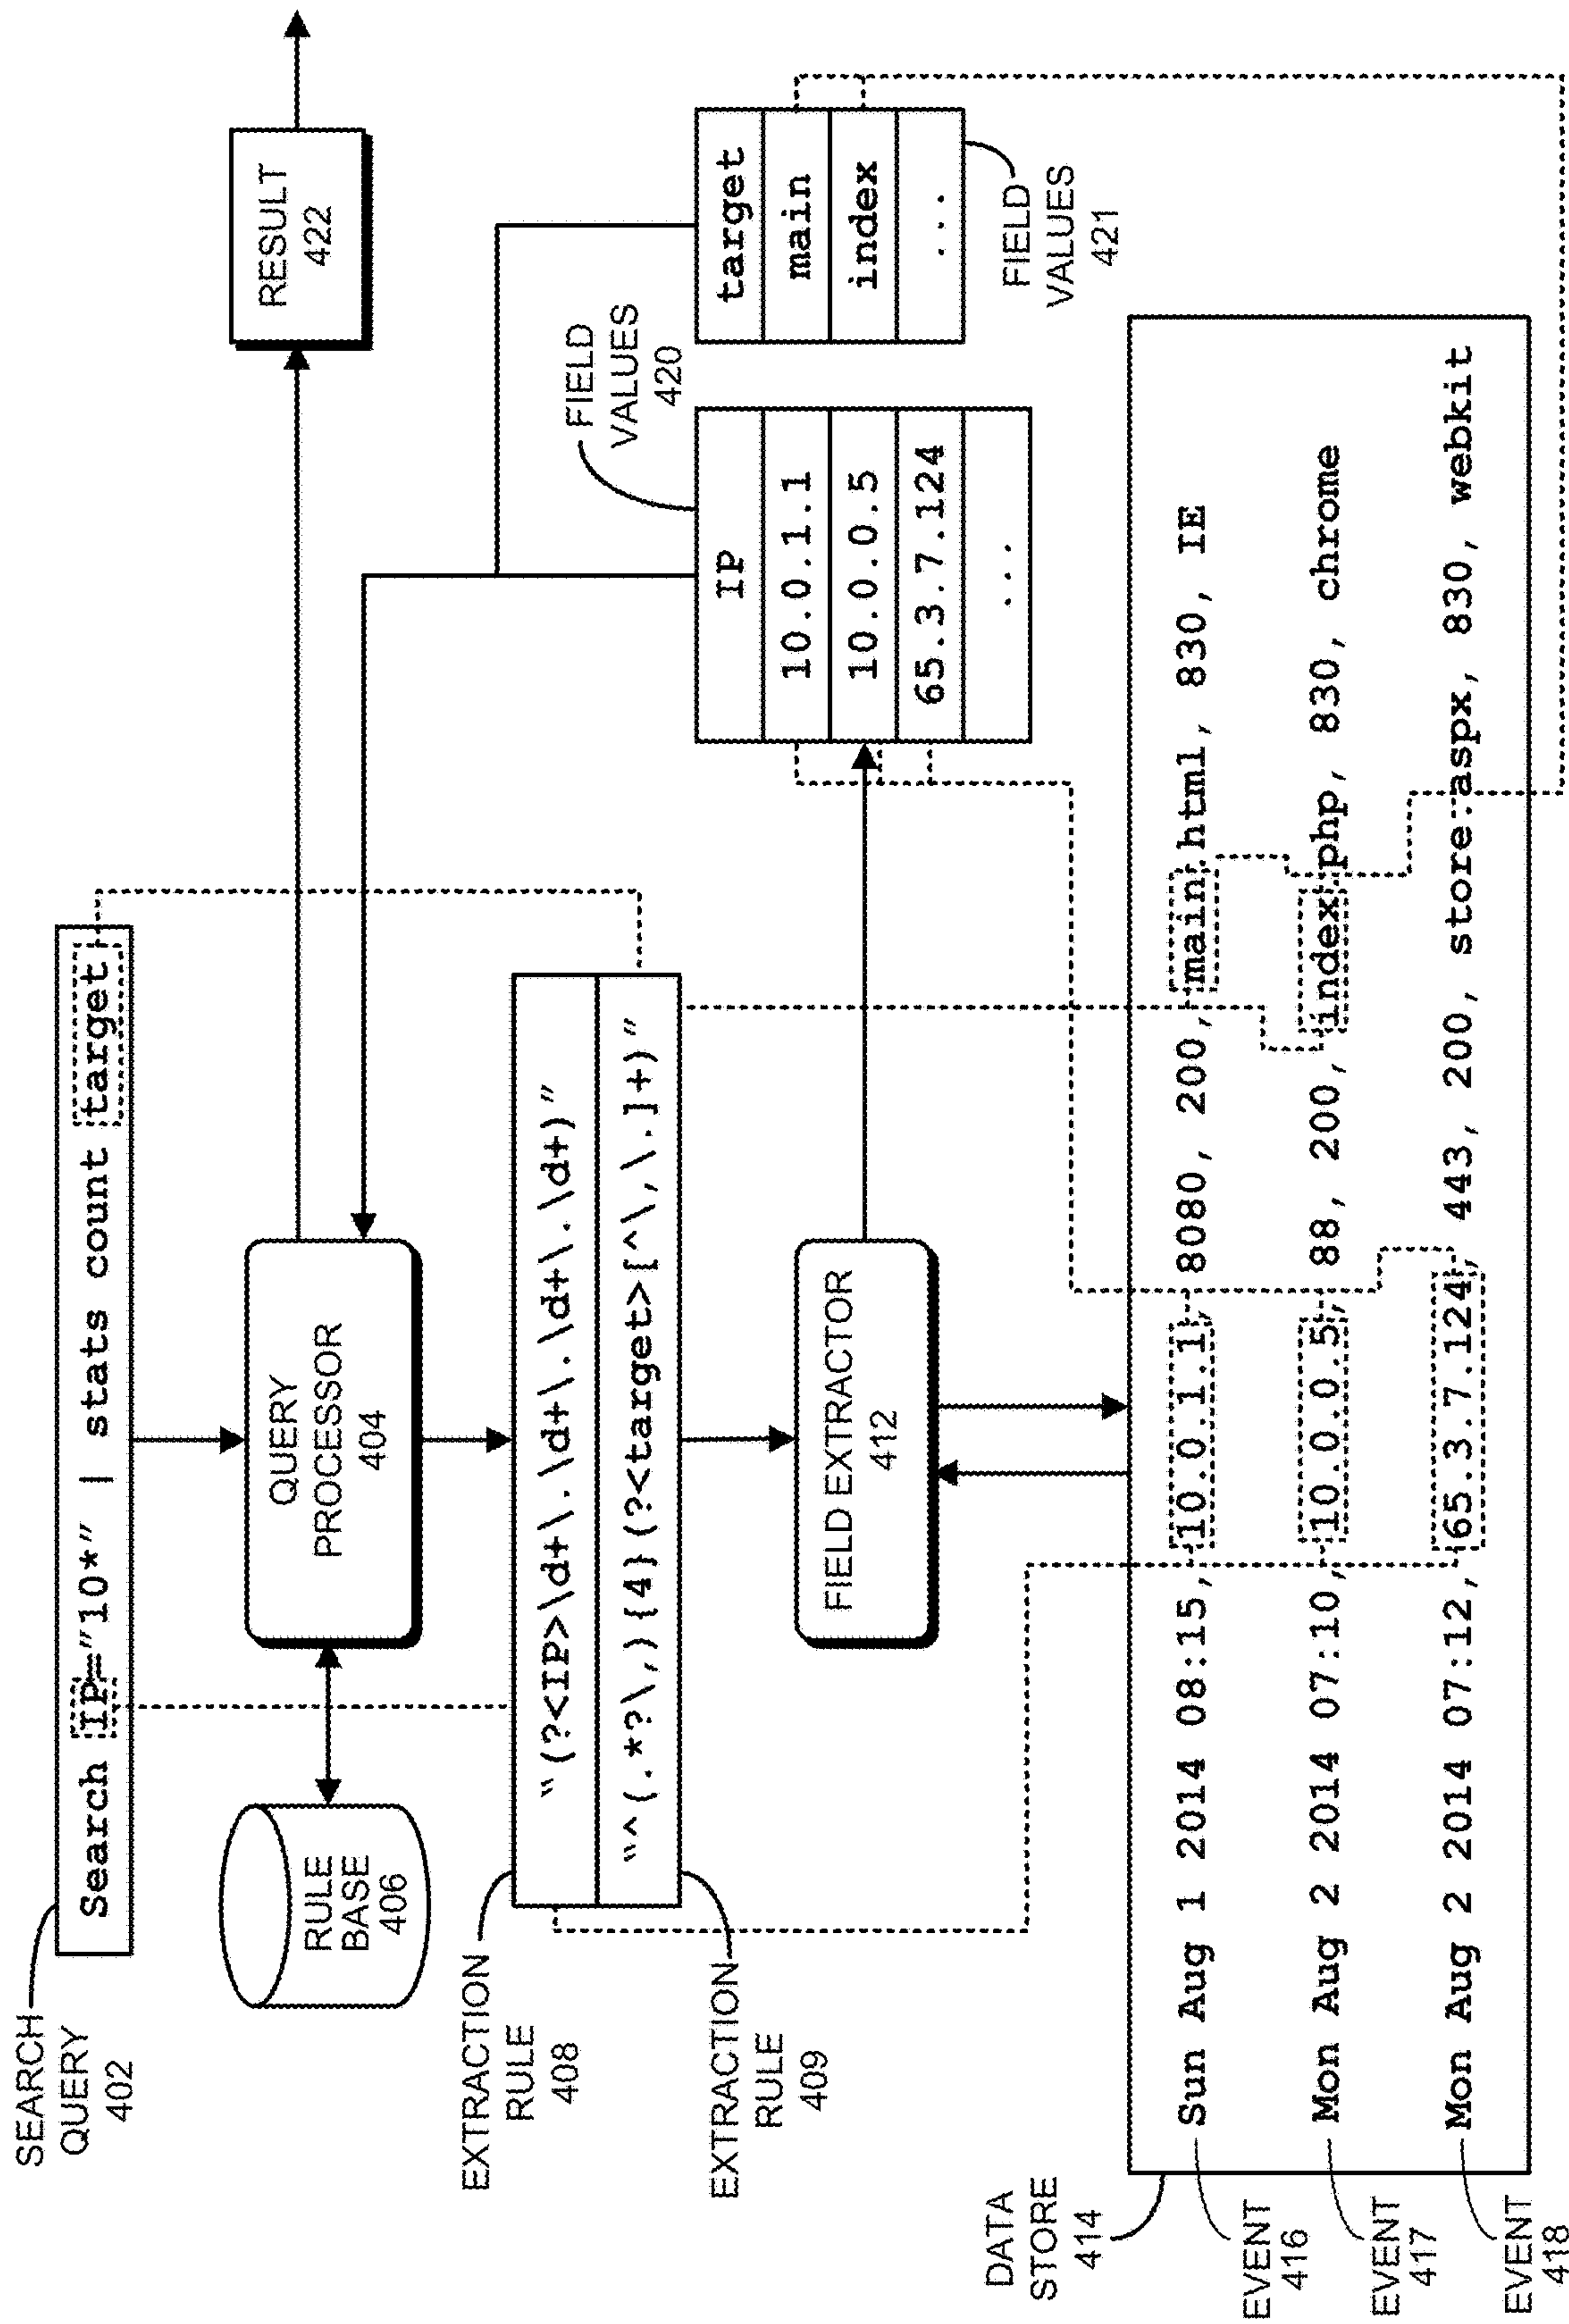 SEARCH
QUERY
402
Search IP="10*" | stats count target
RULE
BASE
406
QUERY
PROCESSOR
404
RESULT
422
EXTRACTION
RULE
408
"(?<IP>\d+\.\d+\.\d+\.\d+)"
EXTRACTION
RULE
409
"^(.*?\,){4}(?<target>[^\,\.]+)"
FIELD EXTRACTOR
412
FIELD
VALUES
420
IP
10.0.1.1
10.0.0.5
65.3.7.124
...
target
main
index
...
FIELD
VALUES
421
DATA
STORE
414
EVENT
416
Sun Aug 1 2014 08:15, 10.0.1.1, 8080, 200, main.html, 830, IE
EVENT
417
Mon Aug 2 2014 07:10, 10.0.0.5, 88, 200, index.php, 830, chrome
EVENT
418
Mon Aug 2 2014 07:12, 65.3.7.124, 443, 200, store.aspx, 830, webkit